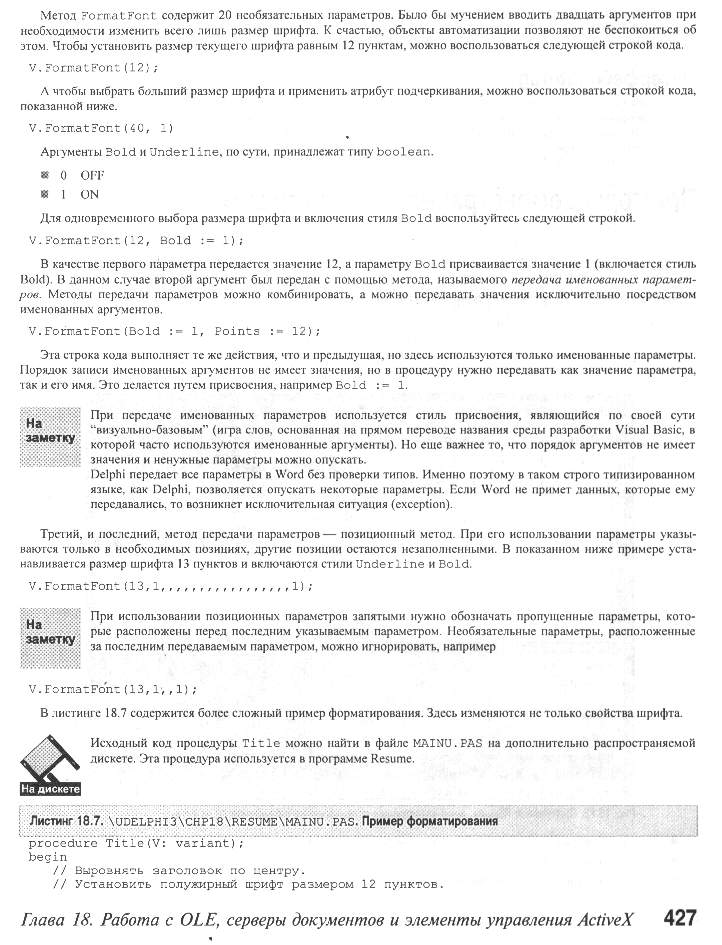 Метод FormatFont содержит 20 необязательных параметров. Было бы мучением вводить двадцать аргументов при
необходимости изменить всего лишь размер шрифта. К счастью, объекты автоматизации позволяют не беспокоиться об
этом. Чтобы установить размер текущего шрифта равным 12 пунктам, можно воспользоваться следующей строкой кода.
V.FormatFont(12);
А чтобы выбрать больший размер шрифта и применить атрибут подчеркивания, можно воспользоваться строкой кода,
показанной ниже.
V.FormatFont(40, 1)
Аргументы Bold и Underline, по сути, принадлежат типу boolean.
0 OFF
1 ON
Для одновременного выбора размера шрифта и включения стиля Bold воспользуйтесь следующей строкой.
V.FormatFont(12, Bold := 1);
В качестве первого параметра передается значение 12, а параметру Bold присваивается значение 1 (включается стиль
Bold). В данном случае второй аргумент был передан с помощью метода, называемого передача именованных парамет-
ров. Методы передачи параметров можно комбинировать, а можно передавать значения исключительно посредством
именованных аргументов.
V.FormatFont(Bold := 1, Points := 12);
Эта строка кода выполняет те же действия, что и предыдущая, но здесь используются только именованные параметры.
Порядок записи именованных аргументов не имеет значения, но в процедуру нужно передавать как значение параметра,
так и его имя. Это делается путем присвоения, например Bold := 1.
На
заметку
При передаче именованных параметров используется стиль присвоения, являющийся по своей сути
“визуально-базовым” (игра слов, основанная на прямом переводе названия среды разработки Visual Basic, в
которой часто используются именованные аргументы). Но еще важнее то, что порядок аргументов не имеет
значения и ненужные параметры можно опускать.
Delphi передает все параметры в Word без проверки типов. Именно поэтому в таком строго типизированном
языке, как Delphi, позволяется опускать некоторые параметры. Если Word не примет данных, которые ему
передавались, то возникнет исключительная ситуация (exception).
Третий, и последний, метод передачи параметров — позиционный метод. При его использовании параметры указы-
ваются только в необходимых позициях, другие позиции остаются незаполненными. В показанном ниже примере уста-
навливается размер шрифта 13 пунктов и включаются стили Underline и Bold.
V.FormatFont(13,1,,,,,,,,,,,,,,,,1);
На
заметку
При использовании позиционных параметров запятыми нужно обозначать пропущенные параметры, кото-
рые расположены перед последним указываемым параметром. Необязательные параметры, расположенные
за последним передаваемым параметром, можно игнорировать, например
V.FormatFont(13,1,,1);
В листинге 18.7 содержится более сложный пример форматирования. Здесь изменяются не только свойства шрифта.
На дискете
Исходный код процедуры Title можно найти в файле MAINU.PAS на дополнительно распространяемой
дискете. Эта процедура используется в программе Resume.
Листинг 18.7. \UDELPHI3\CHP18\RESUME\MAINU.PAS. Пример форматирования
procedure Title(V: variant);
begin
// Выровнять заголовок по центру.
// Установить полужирный шрифт размером 12 пунктов.
Глава 18. Работа с OLE, серверы документов и элементы управления ActiveX 427